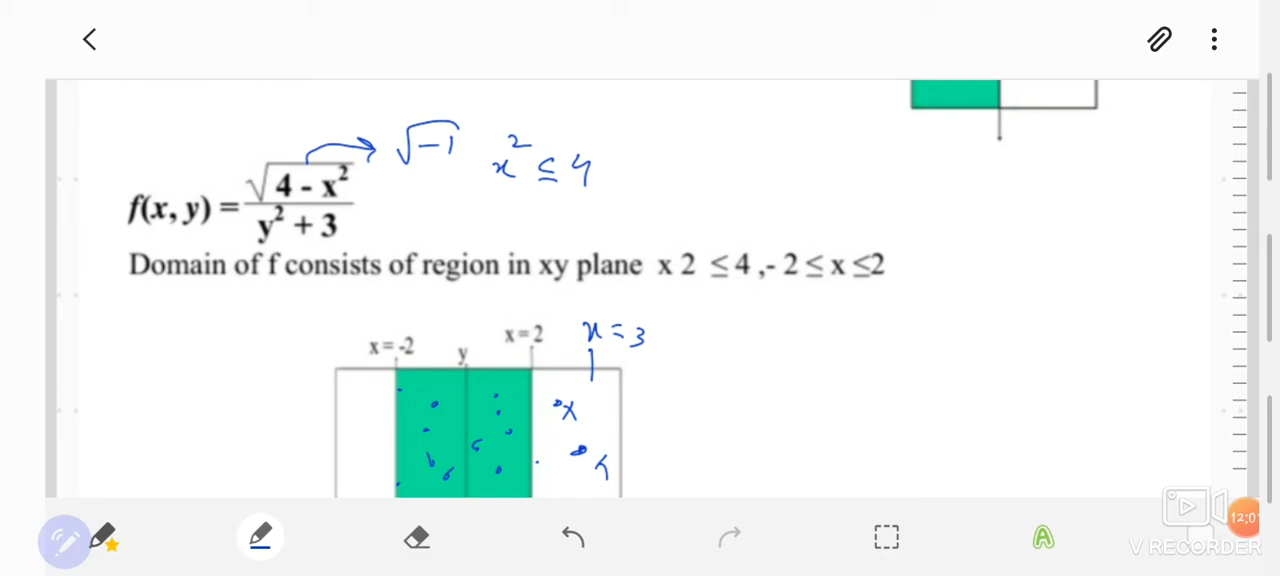 √-1 x² ≤ 4
f(x, y) = √(4 - x²) / (y² + 3)
Domain of f consists of region in xy plane x 2 ≤ 4 ,- 2 ≤ x ≤2
x = -2 y x = 2 x = 3
x
A
12:01
V RECORDER